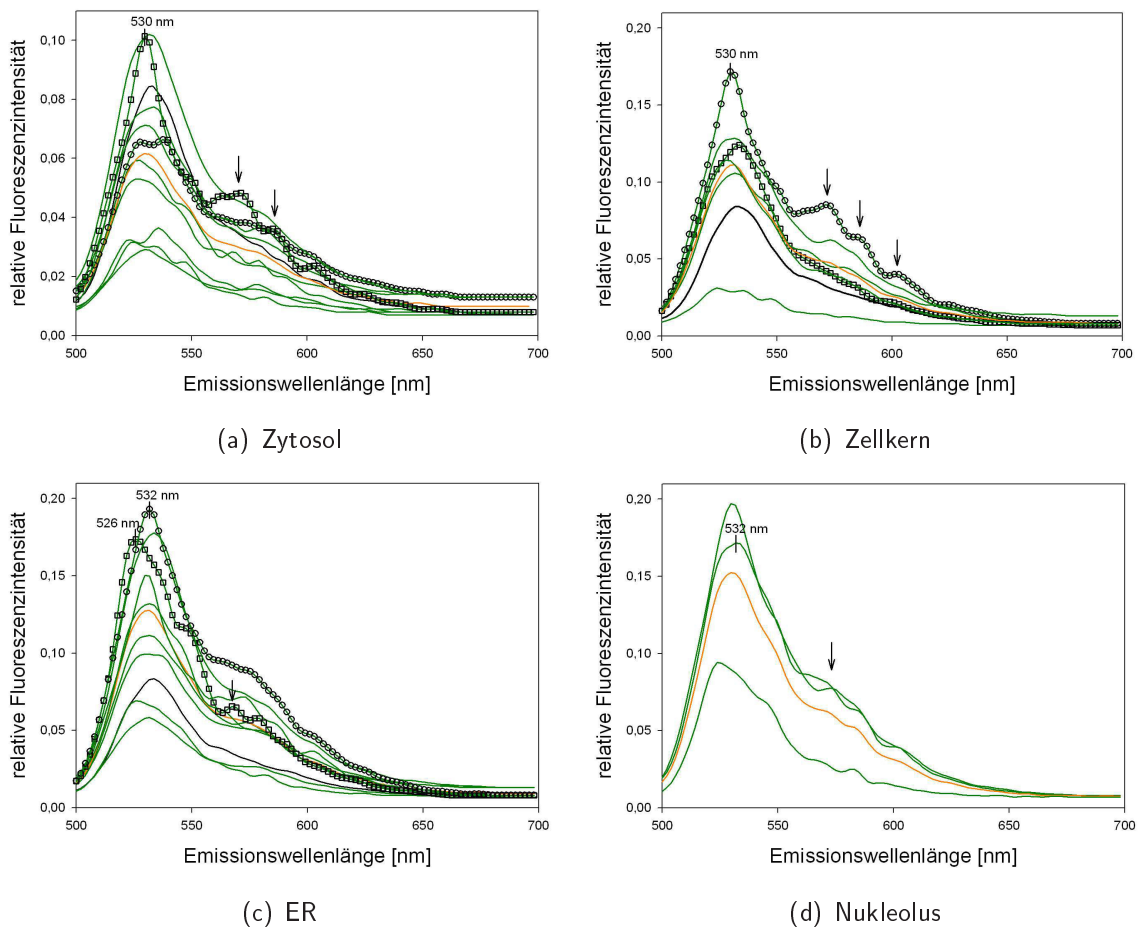 530 nm
0,10
0,08
0,06
0,04
0,02
0,00
relative Fluoreszenzintensität
500 550 600 650 700
Emissionswellenlänge [nm]
(a) Zytosol
530 nm
0,20
0,15
0,10
0,05
0,00
relative Fluoreszenzintensität
500 550 600 650 700
Emissionswellenlänge [nm]
(b) Zellkern
532 nm
526 nm
0,20
0,15
0,10
0,05
0,00
relative Fluoreszenzintensität
500 550 600 650 700
Emissionswellenlänge [nm]
(c) ER
532 nm
0,20
0,15
0,10
0,05
0,00
relative Fluoreszenzintensität
500 550 600 650 700
Emissionswellenlänge [nm]
(d) Nukleolus